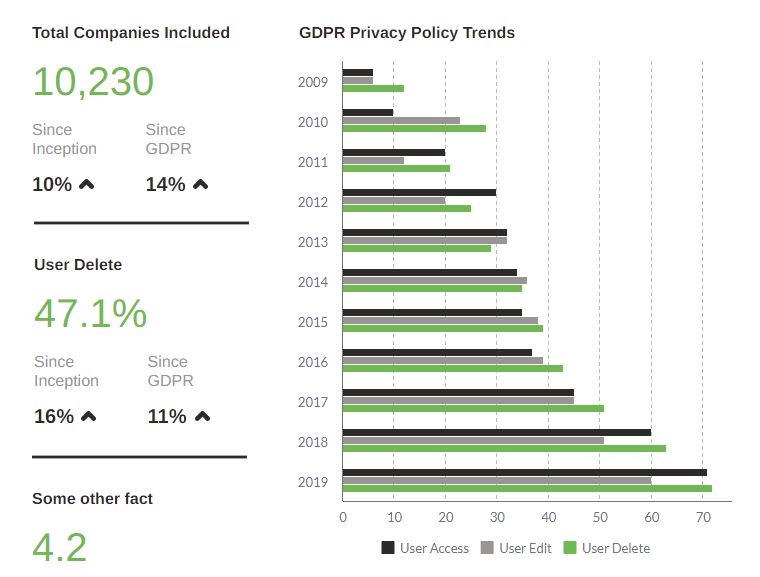 Total Companies Included
10,230
Since Since
Inception GDPR
10% 14%
User Delete
47.1%
Since Since
Inception GDPR
16% 11%
Some other fact
4.2
GDPR Privacy Policy Trends
2009
2010
2011
2012
2013
2014
2015
2016
2017
2018
2019
0 10 20 30 40 50 60 70
User Access User Edit User Delete